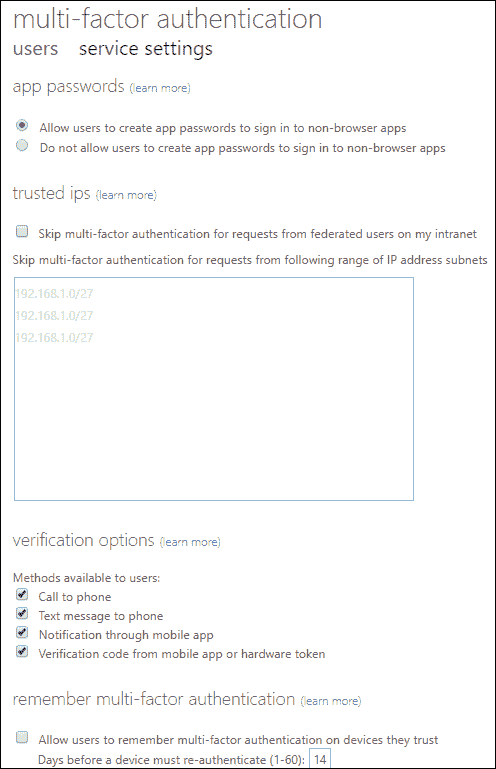 multi-factor authentication
users service settings
app passwords (learn more)
Allow users to create app passwords to sign in to non-browser apps
Do not allow users to create app passwords to sign in to non-browser apps
trusted ips (learn more)
Skip multi-factor authentication for requests from federated users on my intranet
Skip multi-factor authentication for requests from following range of IP address subnets
192.168.1.0/27
192.168.1.0/27
192.168.1.0/27
verification options (learn more)
Methods available to users:
Call to phone
Text message to phone
Notification through mobile app
Verification code from mobile app or hardware token
remember multi-factor authentication (learn more)
Allow users to remember multi-factor authentication on devices they trust
Days before a device must re-authenticate (1-60): 14